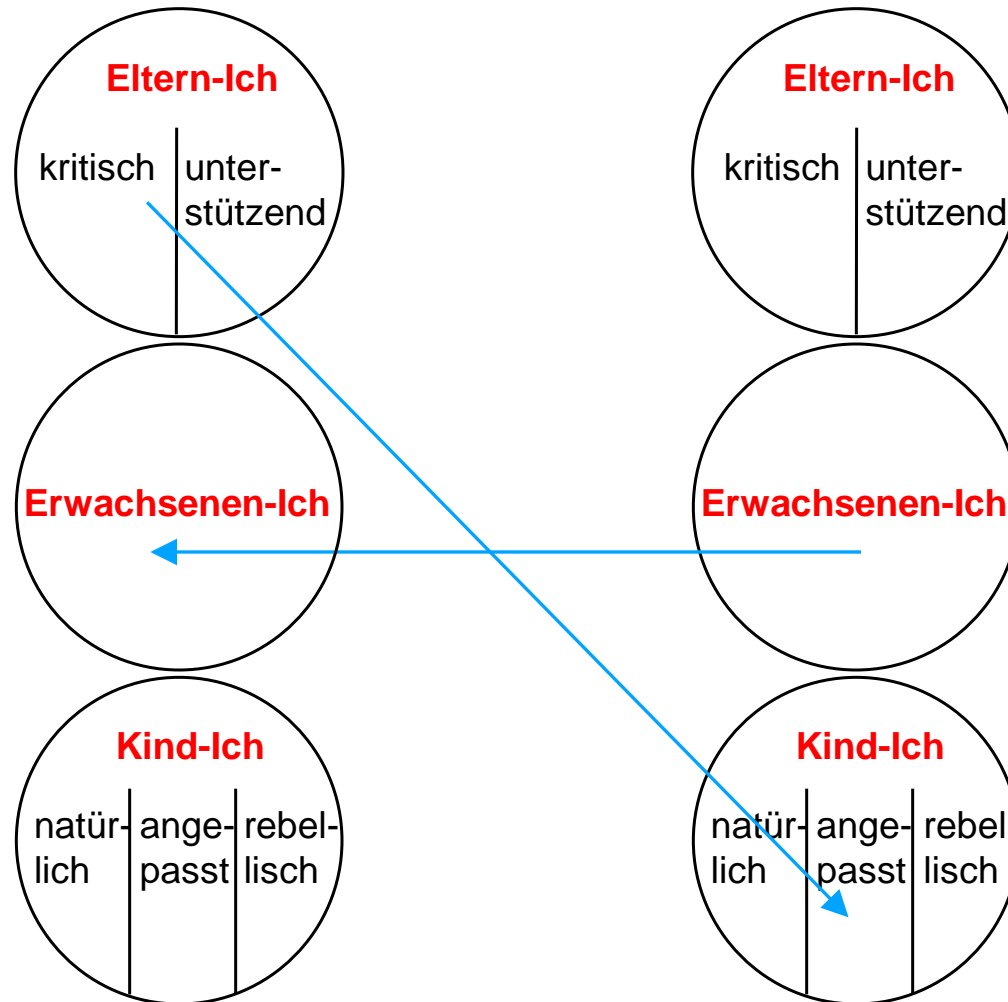 Eltern-Ich
kritisch unter-
stützend
Eltern-Ich
kritisch unter-
stützend
Erwachsenen-Ich
Erwachsenen-Ich
Kind-Ich
natür- ange- rebel-
lich passt lisch
Kind-Ich
natür- ange- rebel
lich passt lisch